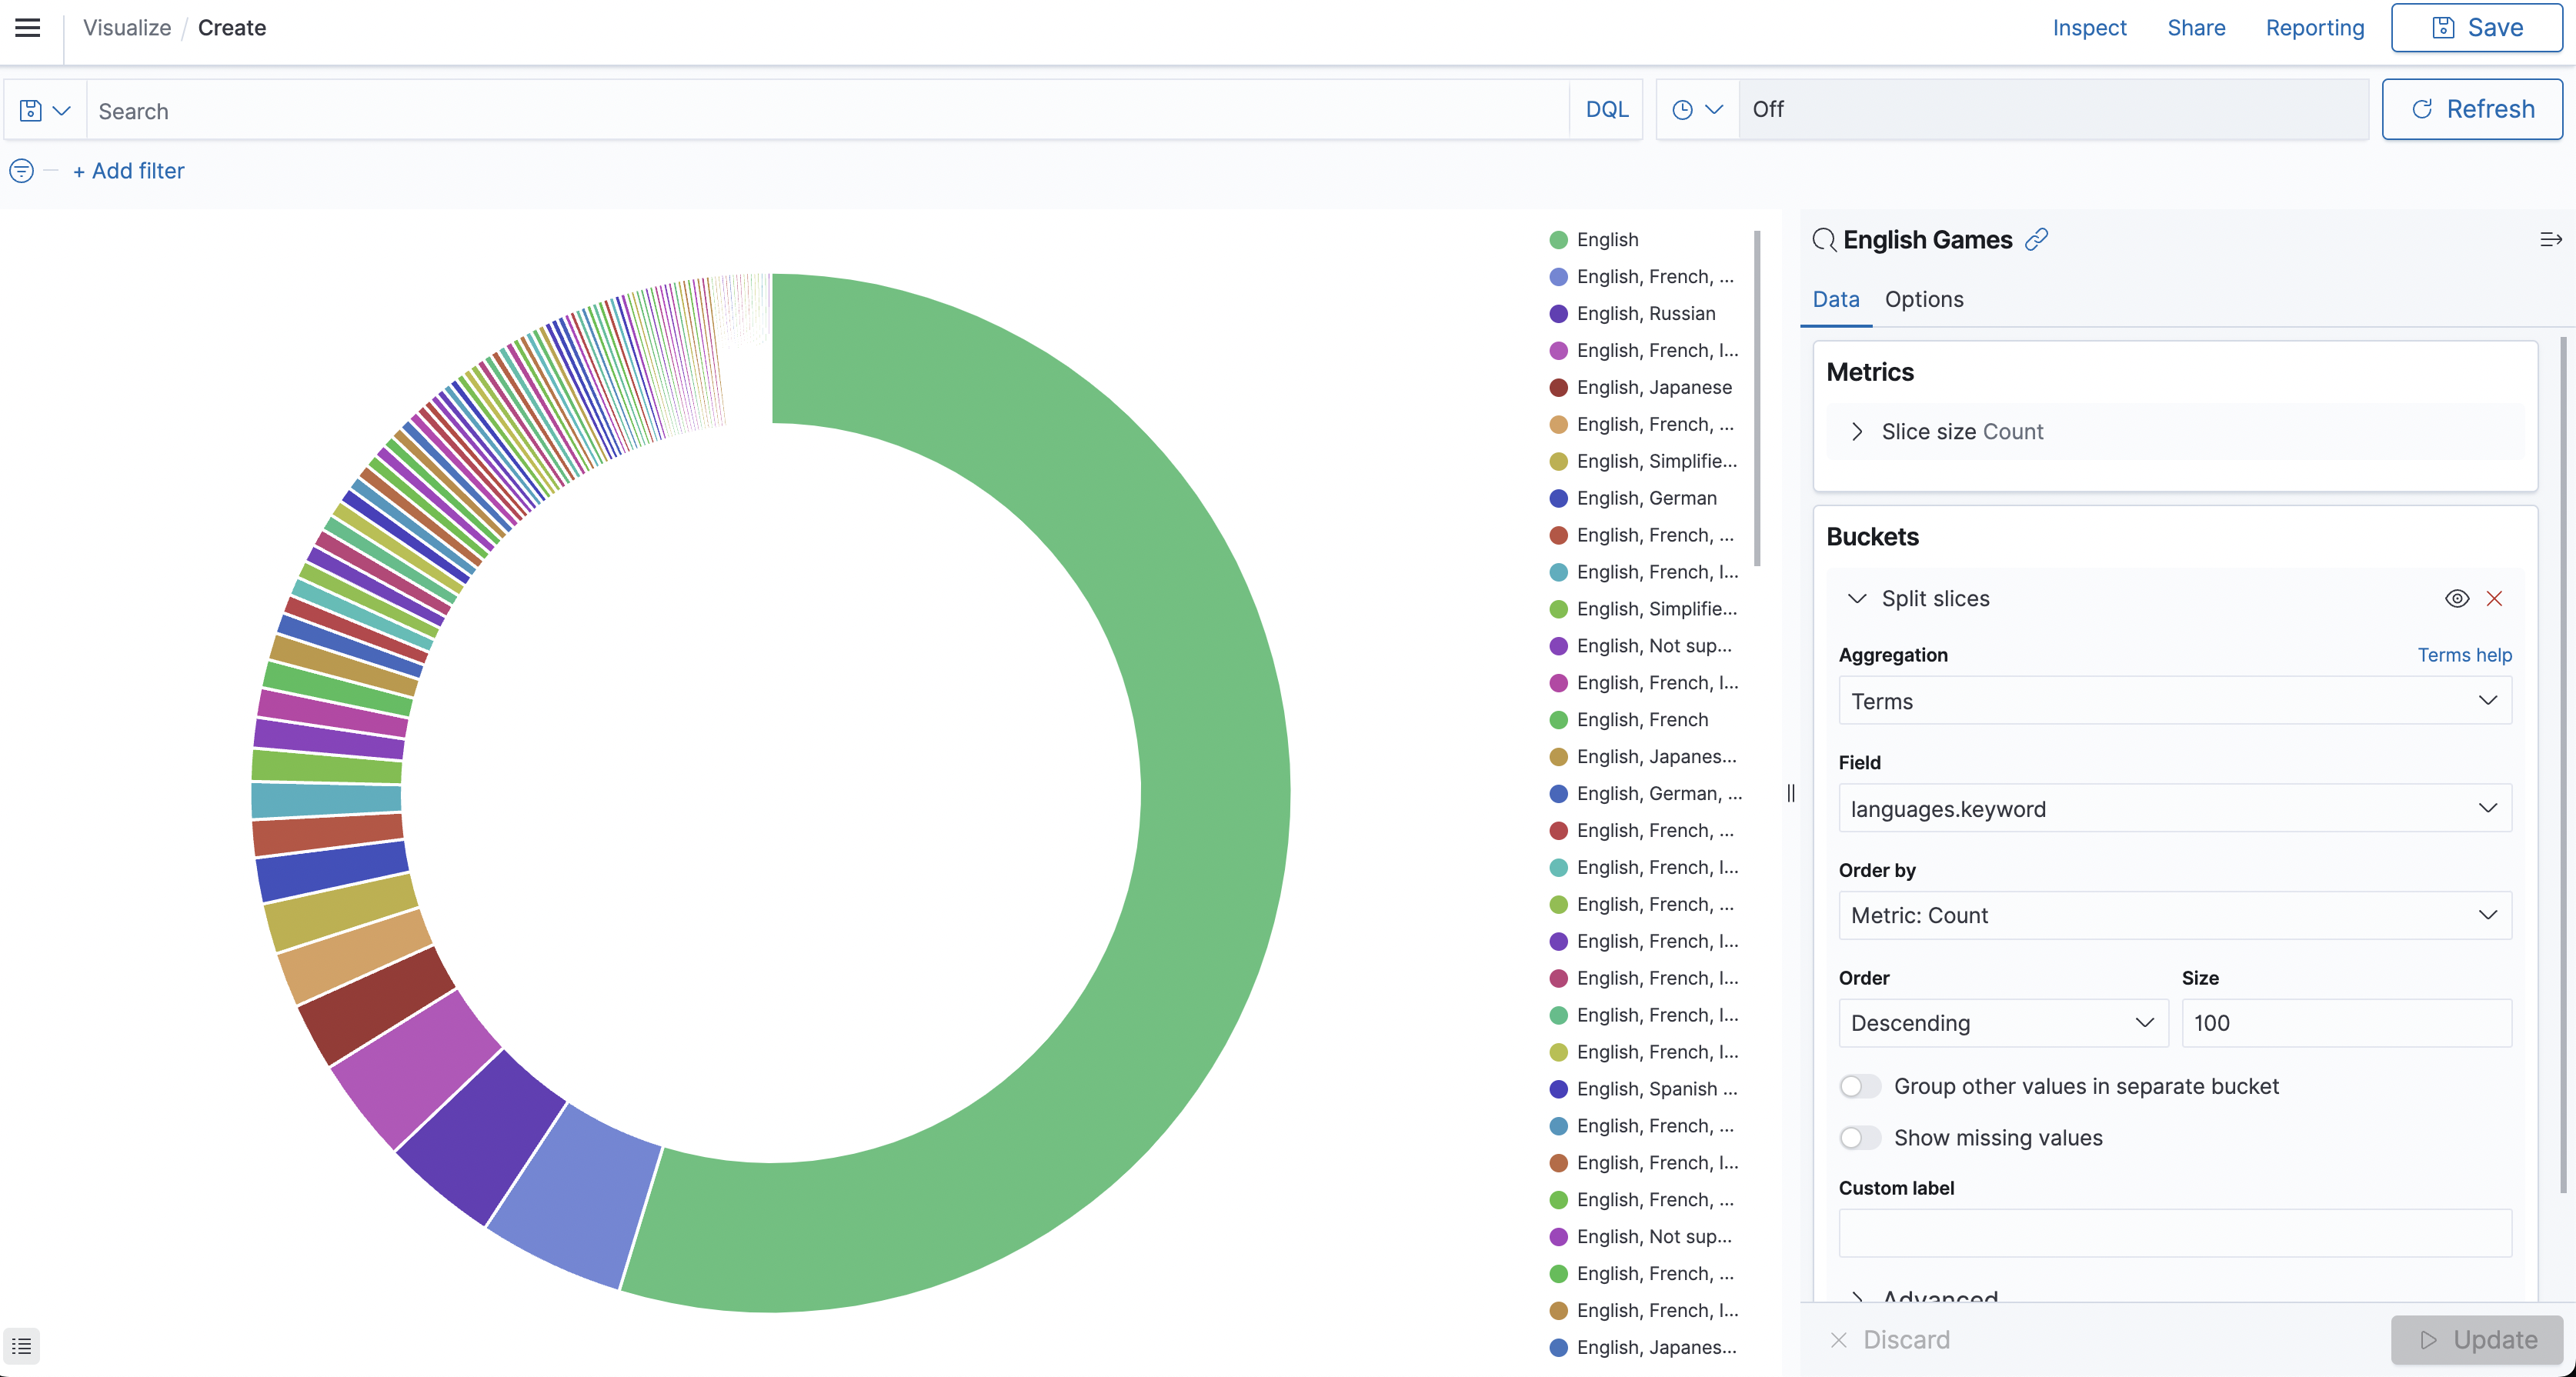 Visualize / Create
Inspect Share Reporting Save
Search DQL Off Refresh
+ Add filter
English
English, French, ...
English, Russian
English, French, I...
English, Japanese
English, French, ...
English, Simplifie...
English, German
English, French, ...
English, French, I...
English, Simplifie...
English, Not sup...
English, French, I...
English, French
English, Japanes...
English, German, ...
English, French, ...
English, French, I...
English, French, ...
English, French, I...
English, French, I...
English, French, I...
English, French, I...
English, Spanish ...
English, French, ...
English, French, I...
English, French, ...
English, Not sup...
English, French, ...
English, French, I...
English, Japanes...
English Games
Data Options
Metrics
Slice size Count
Buckets
Split slices
Aggregation Terms help
Terms
Field
languages.keyword
Order by
Metric: Count
Order Size
Descending 100
Group other values in separate bucket
Show missing values
Custom label
Advanced
Discard Update